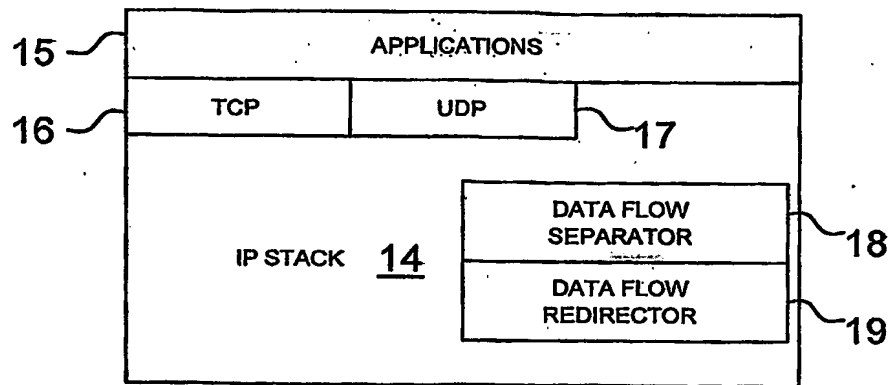 15
APPLICATIONS
16
TCP
UDP
17
DATA FLOW
SEPARATOR
18
IP STACK 14
DATA FLOW
REDIRECTOR
19